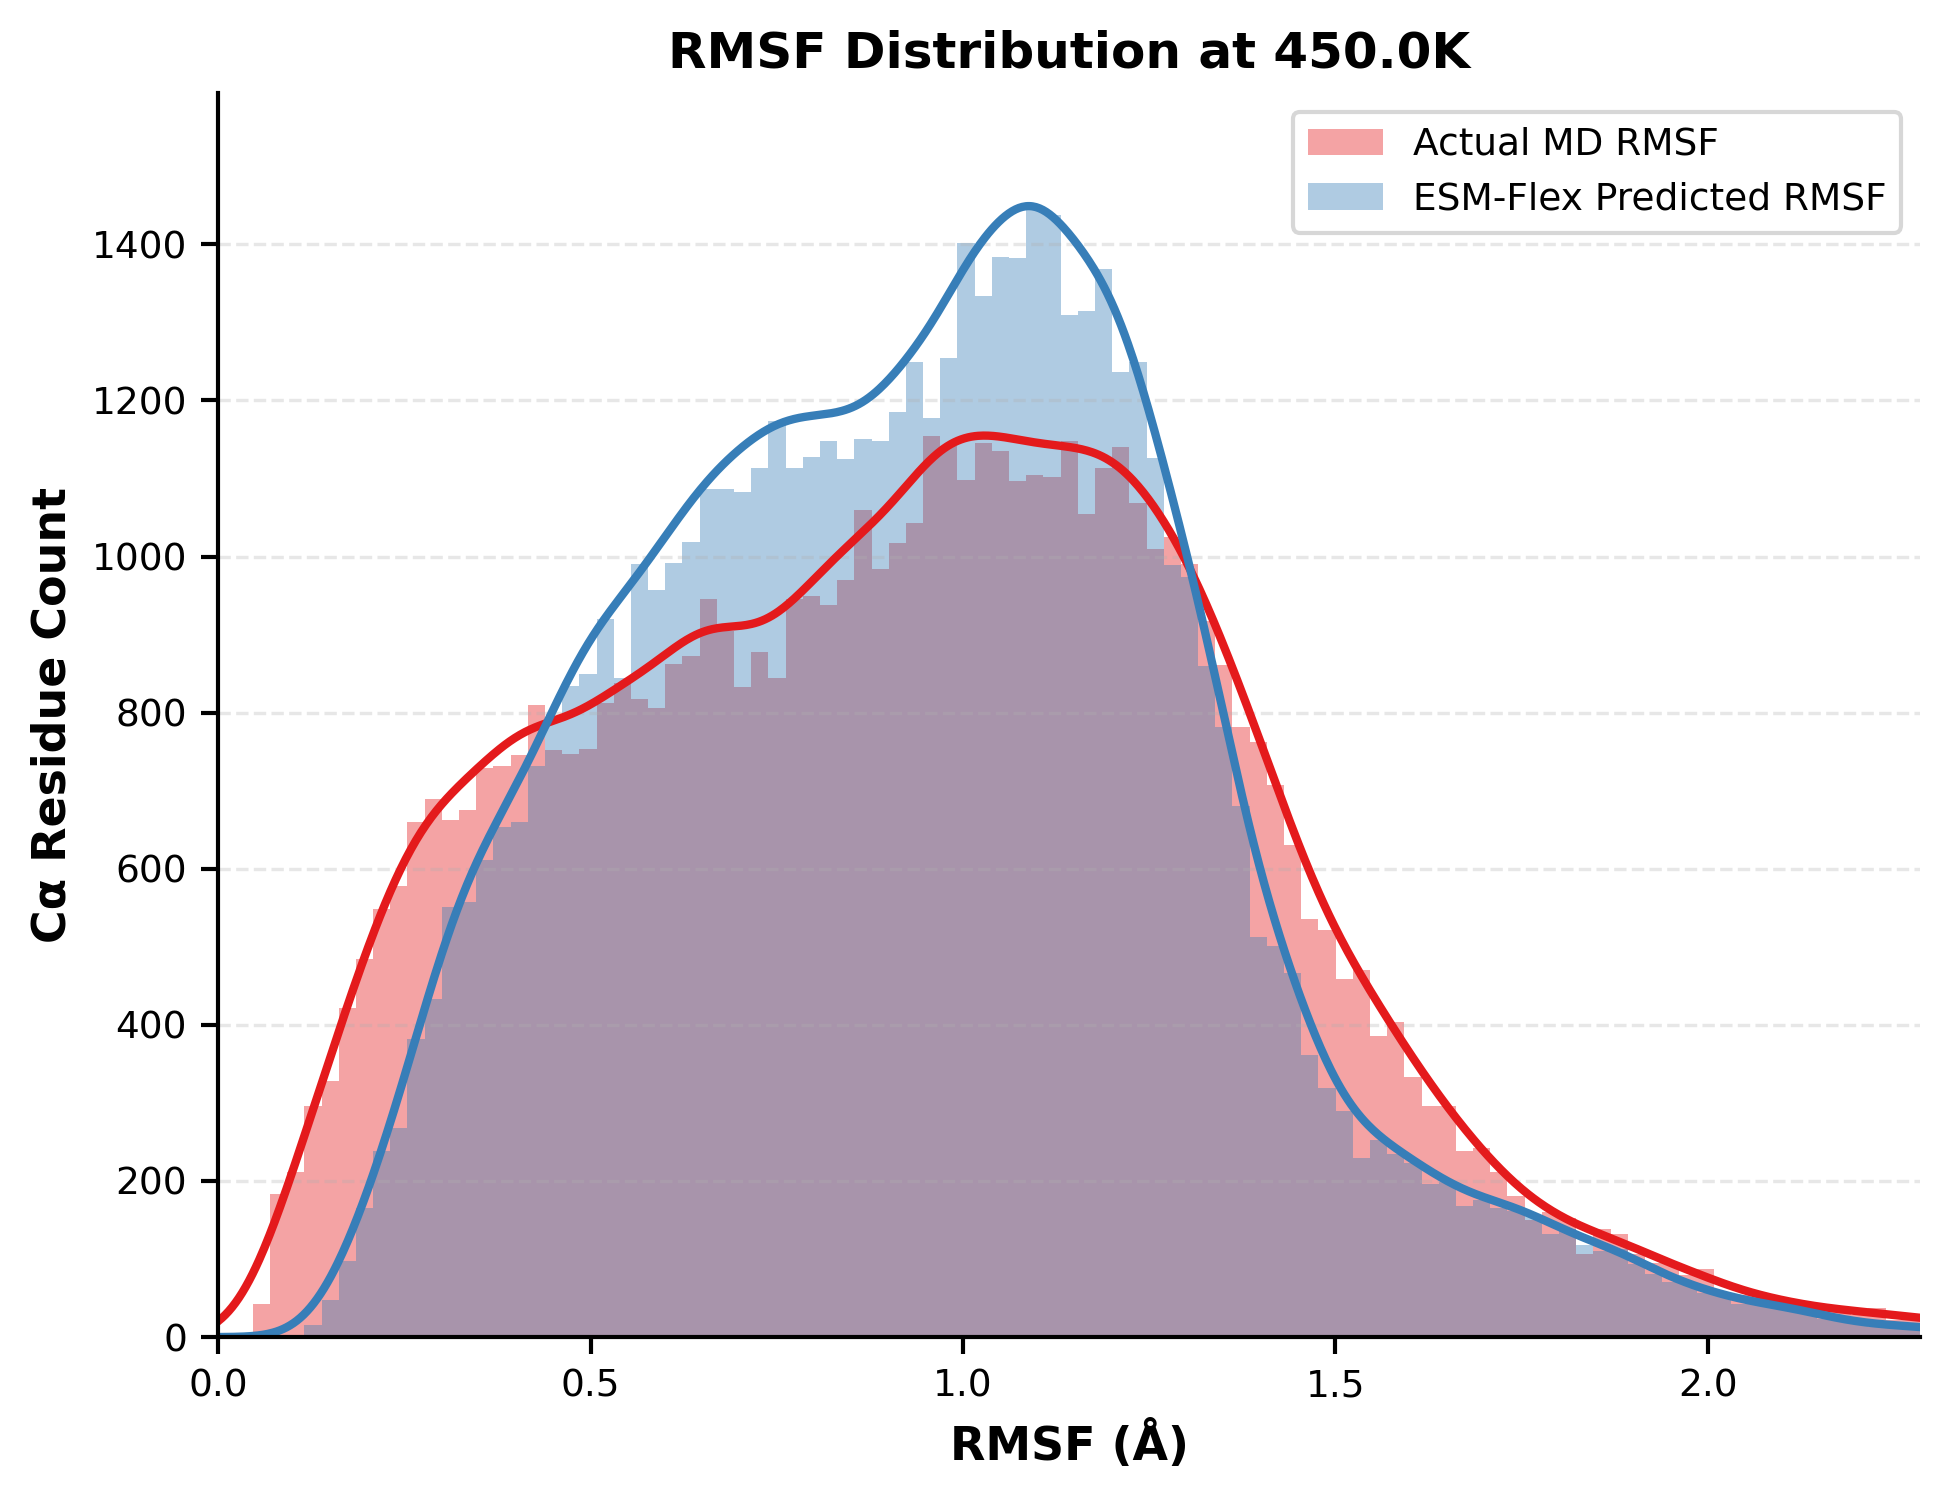 RMSF Distribution at 450.0K
Actual MD RMSF
ESM-Flex Predicted RMSF
Cα Residue Count
1400
1200
1000
800
600
400
200
0
0.0 0.5 1.0 1.5 2.0
RMSF (Å)